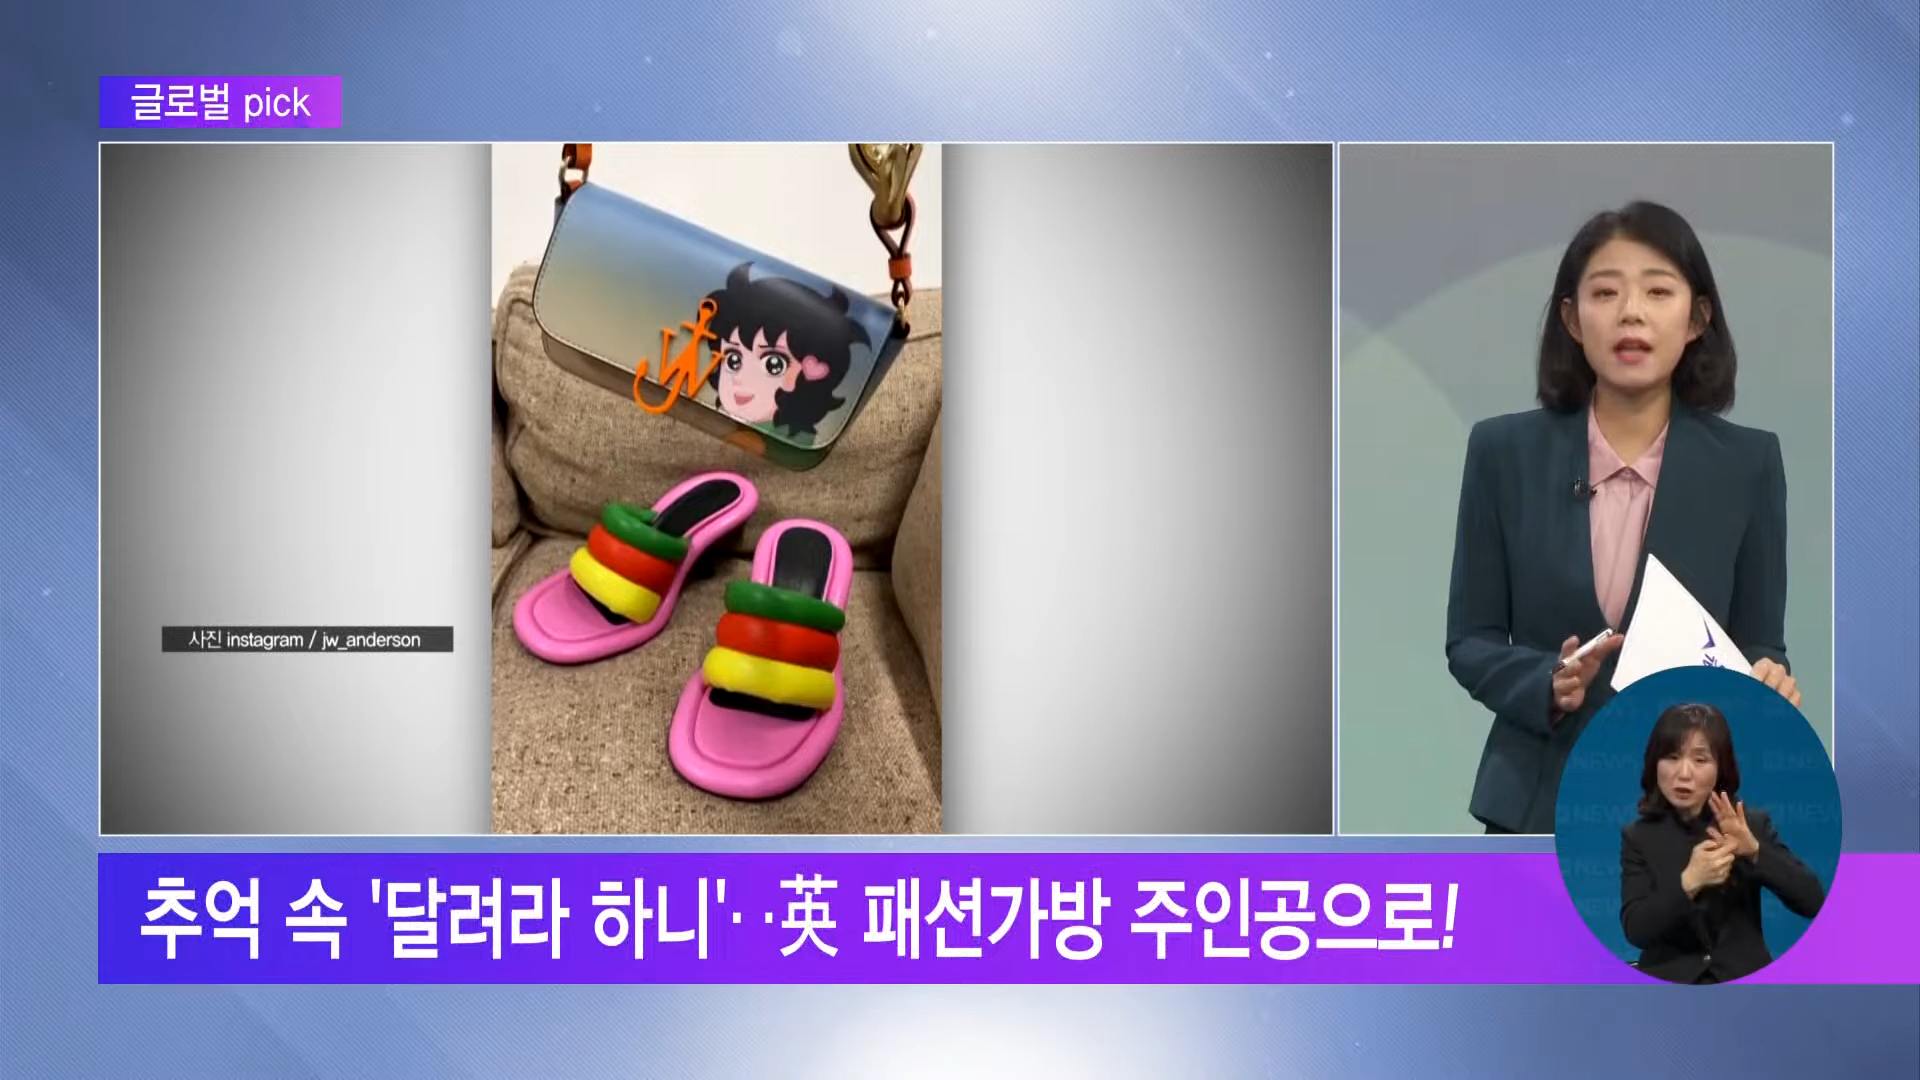 글로벌 pick
사진 instagram / jw_anderson
추억 속 '달려라 하니'‥英 패션가방 주인공으로!